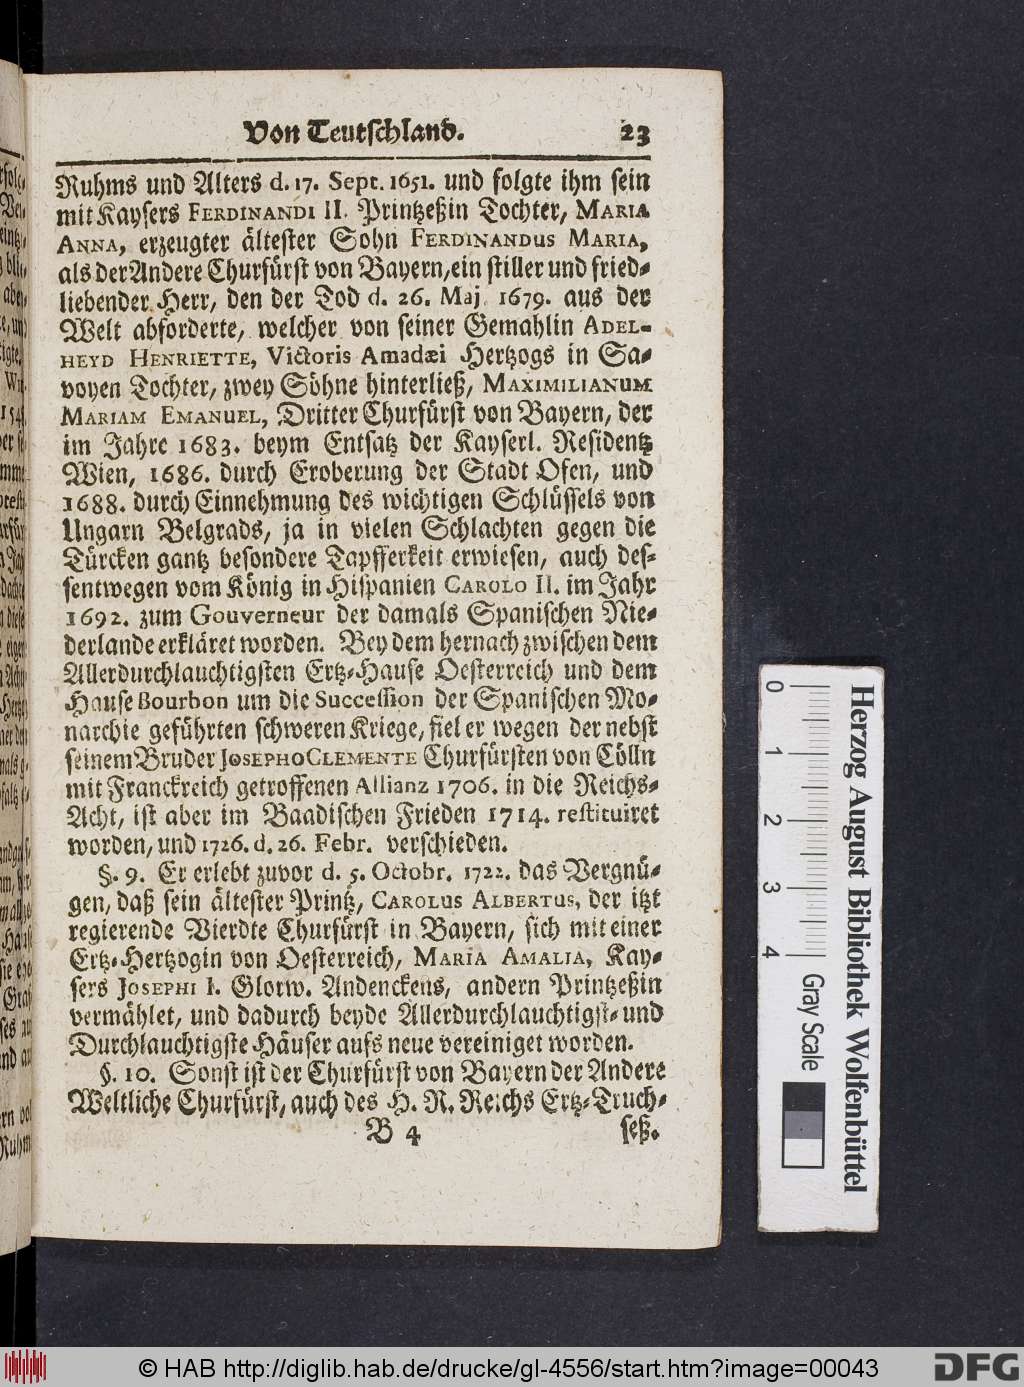 Von Teutschland. 23
Ruhms und Alters d. 17. Sept. 1651. und folgte ihm sein
mit Kaysers FERDINANDI II. Printzeßin Tochter, MARIA
ANNA, erzeugter ältester Sohn FERDINANDUS MARIA,
als der Andere Churfürst von Bayern, ein stiller und fried-
liebender Herr, den der Tod d. 26. Maj. 1679. aus der
Welt abforderte, welcher von seiner Gemahlin ADEL-
HEYD HENRIETTE, Victoris Amadæi Hertzogs in Sa-
voyen Tochter, zwey Söhne hinterließ, MAXIMILIANUM
MARIAM EMANUEL, Dritter Churfürst von Bayern, der
im Jahre 1683. beym Entsatz der Kayserl. Residentz
Wien, 1686. durch Eroberung der Stadt Ofen, und
1688. durch Einnehmung des wichtigen Schlüssels von
Ungarn Belgrads, ja in vielen Schlachten gegen die
Türcken gantz besondere Tapfferkeit erwiesen, auch des-
sentwegen vom König in Hispanien CAROLO II. im Jahr
1692. zum Gouverneur der damals Spanischen Nie-
derlande erkläret worden. Bey dem hernach zwischen dem
Allerdurchlauchtigsten Ertz-Hause Oesterreich und dem
Hause Bourbon um die Succession der Spanischen Mo-
narchie geführten schweren Kriege, fiel er wegen der nebst
seinem Bruder JOSEPHO CLEMENTE Churfürsten von Cölln
mit Franckreich getroffenen Allianz 1706. in die Reichs-
Acht, ist aber im Baadischen Frieden 1714. restituiret
worden, und 1726. d. 26. Febr. verschieden.
§. 9. Er erlebt zuvor d. 5. Octobr. 1722. das Vergnü-
gen, daß sein ältester Printz, CAROLUS ALBERTUS, der itzt
regierende Vierdte Churfürst in Bayern, sich mit einer
Ertz-Hertzogin von Oesterreich, MARIA AMALIA, Kay-
sers JOSEPHI I. Glorw. Andenckens, andern Printzeßin
vermählet, und dadurch beyde Allerdurchlauchtigst- und
Durchlauchtigste Häuser aufs neue vereiniget worden.
§. 10. Sonst ist der Churfürst von Bayern der Andere
Weltliche Churfürst, auch des H. R. Reichs Ertz-Truch-
B 4 seß.
0 1 2 3 4
Herzog August Bibliothek Wolfenbüttel
Gray Scale
© HAB http://diglib.hab.de/drucke/gl-4556/start.htm?image=00043
DFG